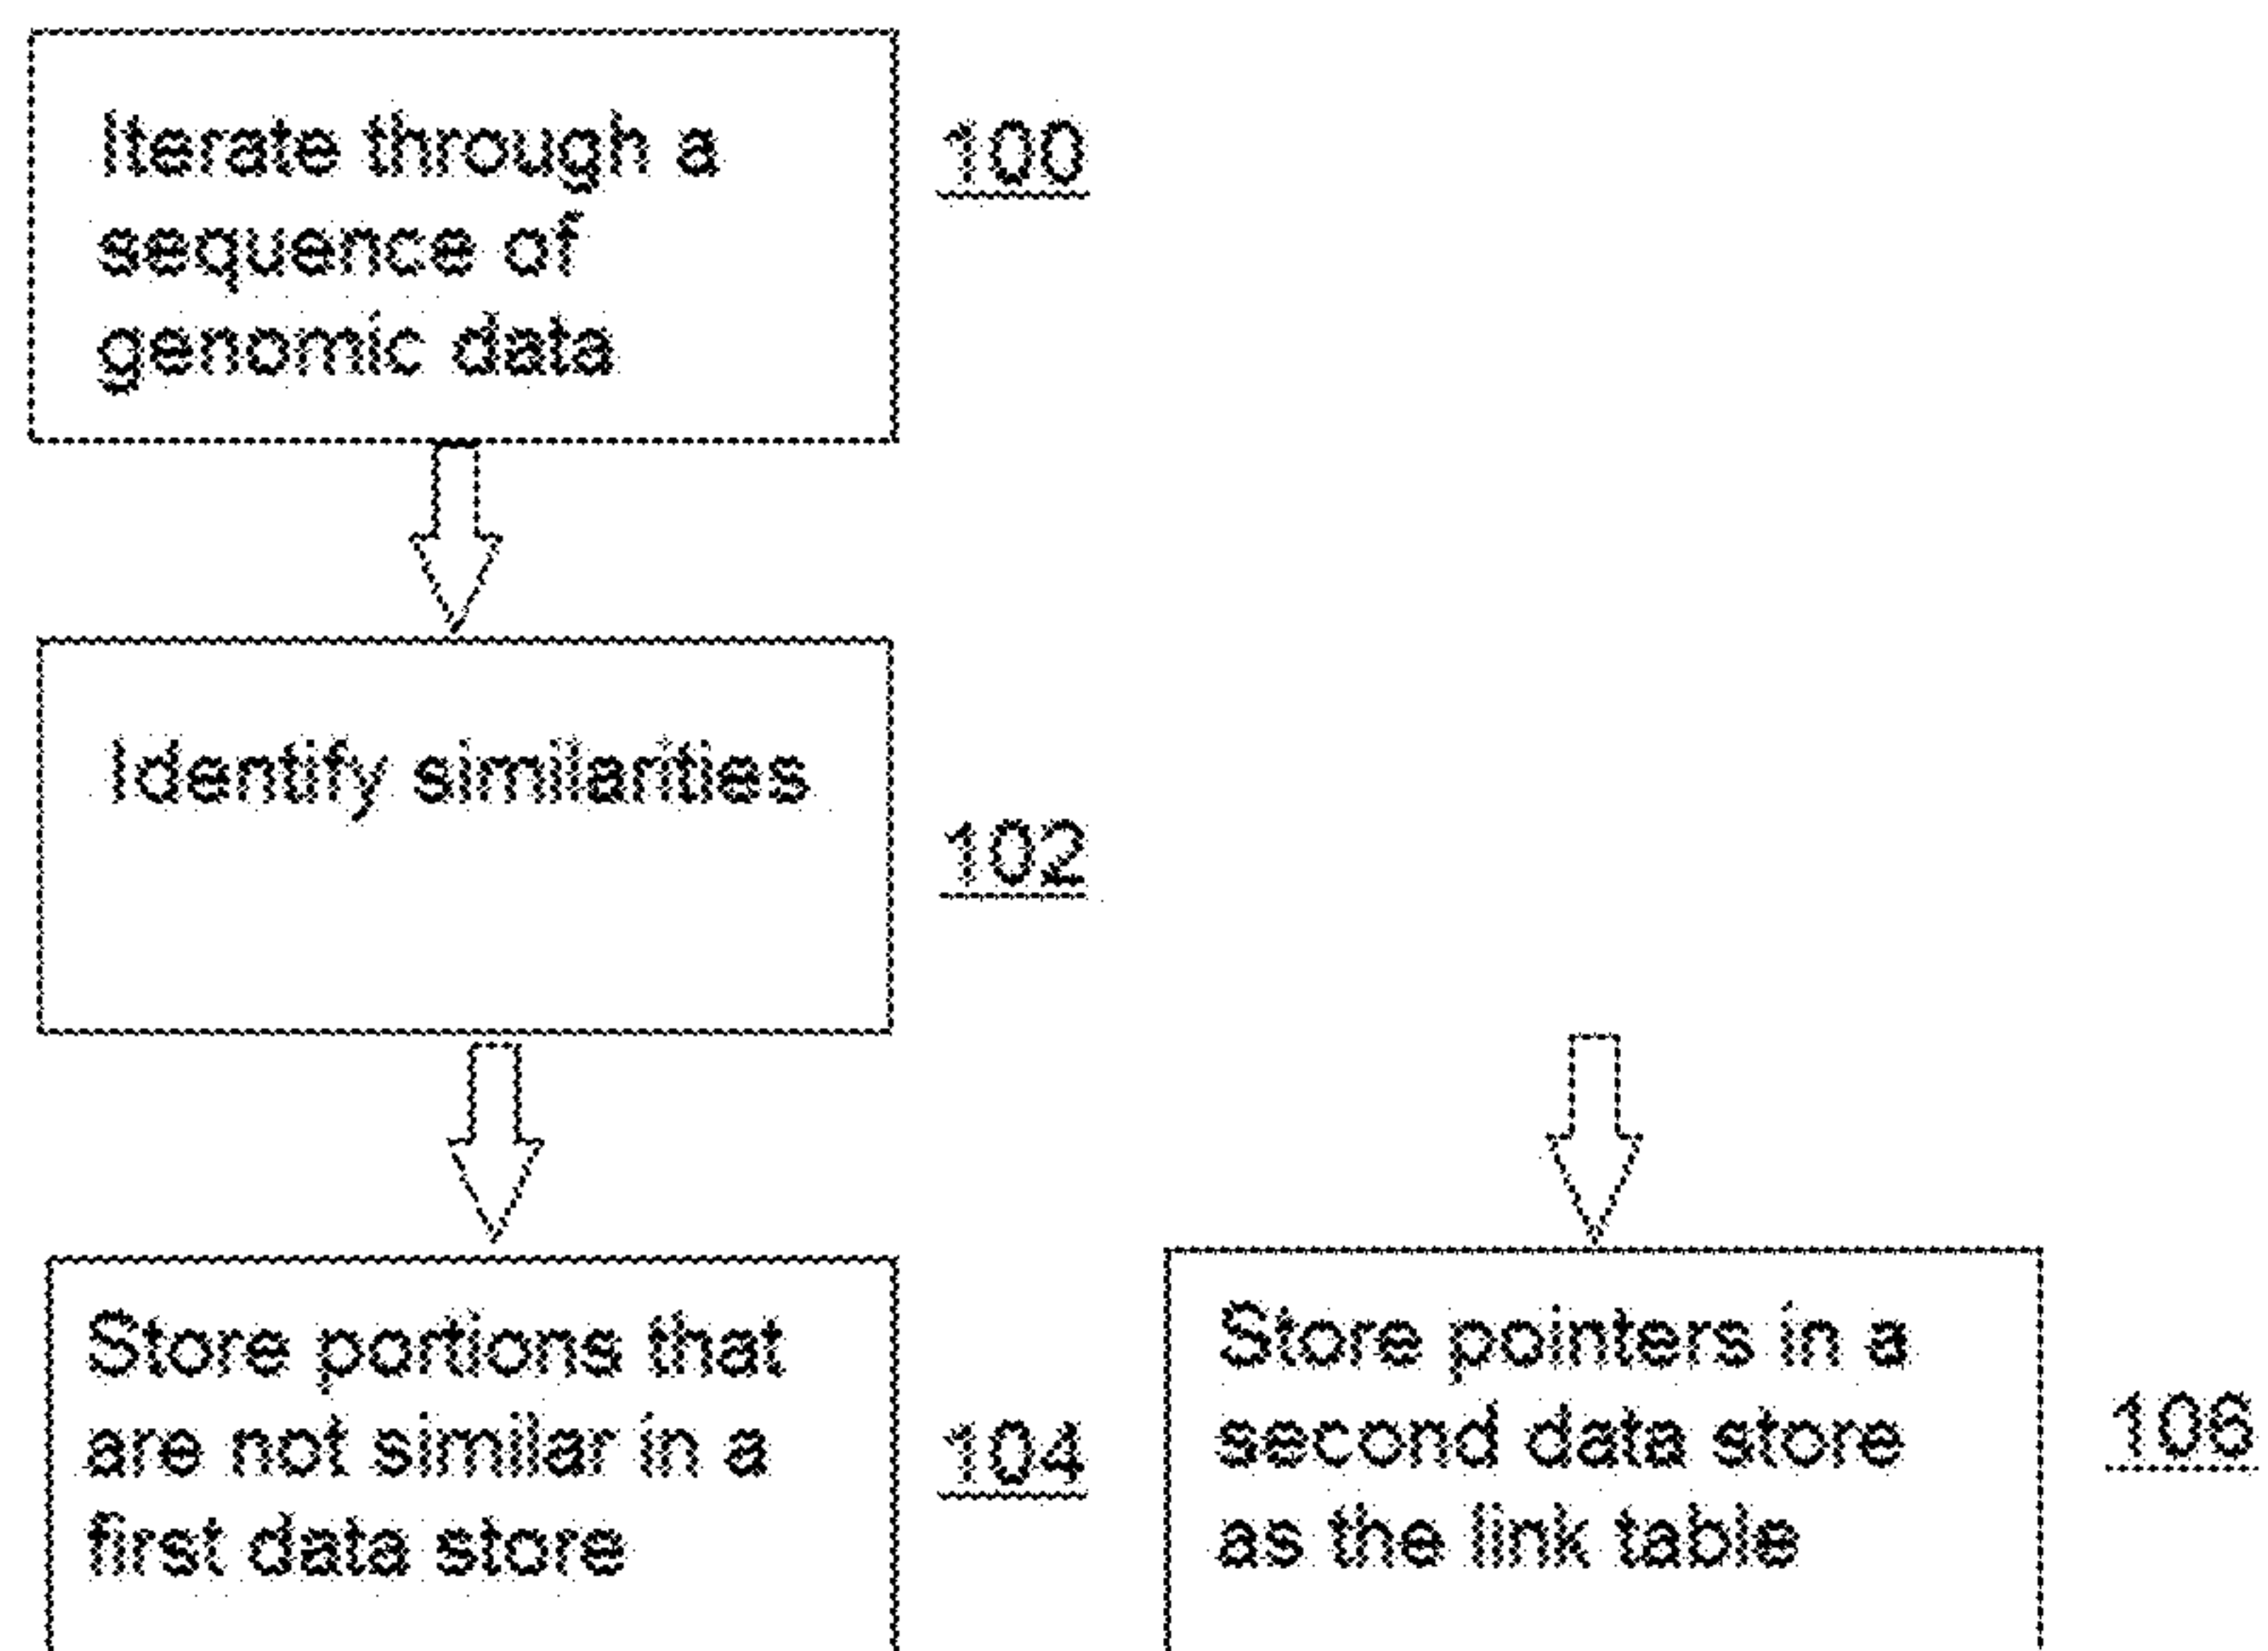 Iterate through a
sequence of
genomic data
100
Identify similarities
102
Store portions that
are not similar in a
first data store
104
Store pointers in a
second data store
as the link table
106